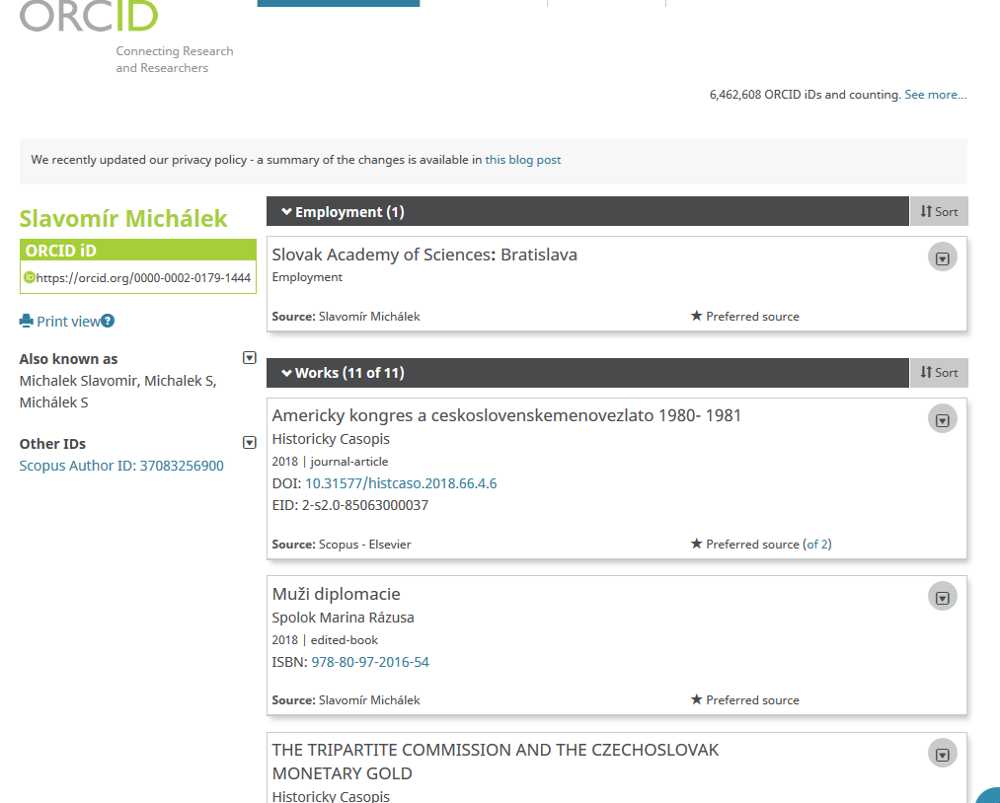 ORCID
Connecting Research
and Researchers
6,462,608 ORCID iDs and counting. See more...
We recently updated our privacy policy - a summary of the changes is available in this blog post
Slavomír Michálek
ORCID iD
iD https://orcid.org/0000-0002-0179-1444
Print view ?
Also known as
Michalek Slavomir, Michalek S,
Michálek S
Other IDs
Scopus Author ID: 37083256900
Employment (1)
Sort
Slovak Academy of Sciences: Bratislava
Employment
Source: Slavomír Michálek
★ Preferred source
Works (11 of 11)
Sort
Americky kongres a ceskoslovenskemenovezlato 1980- 1981
Historicky Casopis
2018 | journal-article
DOI: 10.31577/histcaso.2018.66.4.6
EID: 2-s2.0-85063000037
Source: Scopus - Elsevier
★ Preferred source (of 2)
Muži diplomacie
Spolok Marina Rázusa
2018 | edited-book
ISBN: 978-80-97-2016-54
Source: Slavomír Michálek
★ Preferred source
THE TRIPARTITE COMMISSION AND THE CZECHOSLOVAK
MONETARY GOLD
Historicky Casopis